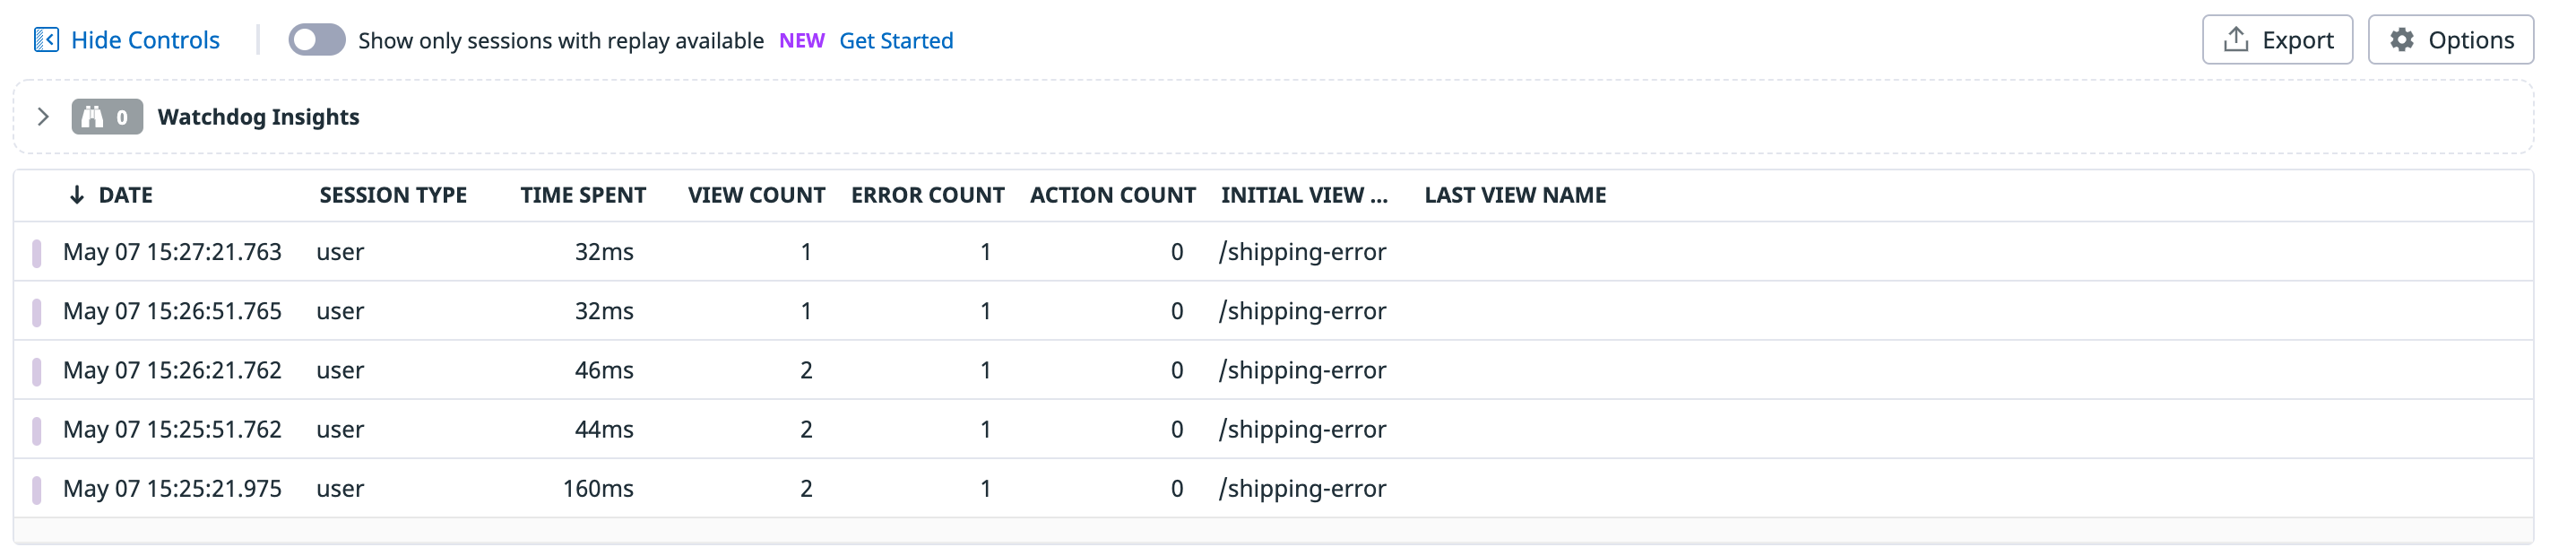 Hide Controls Show only sessions with replay available NEW Get Started Export Options
0 Watchdog Insights
DATE SESSION TYPE TIME SPENT VIEW COUNT ERROR COUNT ACTION COUNT INITIAL VIEW ... LAST VIEW NAME
May 07 15:27:21.763 user 32ms 1 1 0 /shipping-error
May 07 15:26:51.765 user 32ms 1 1 0 /shipping-error
May 07 15:26:21.762 user 46ms 2 1 0 /shipping-error
May 07 15:25:51.762 user 44ms 2 1 0 /shipping-error
May 07 15:25:21.975 user 160ms 2 1 0 /shipping-error